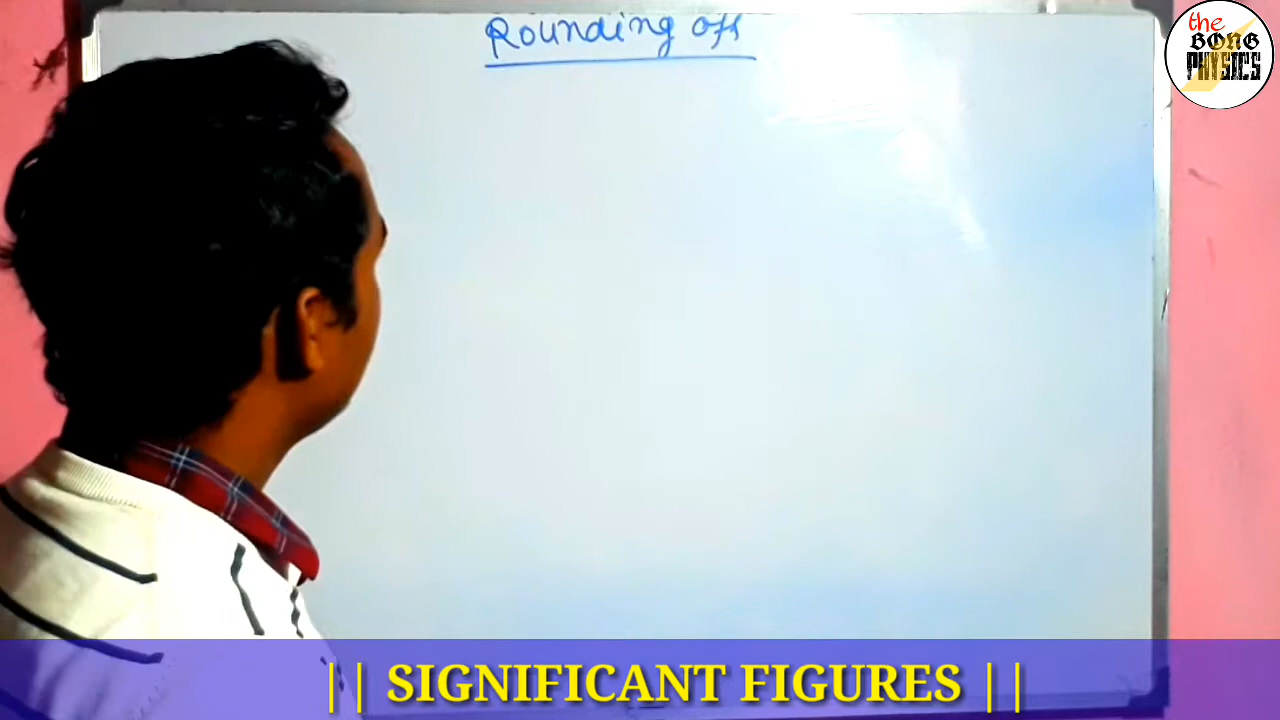 Rounding off
the
BONG
PHYSICS
|| SIGNIFICANT FIGURES ||